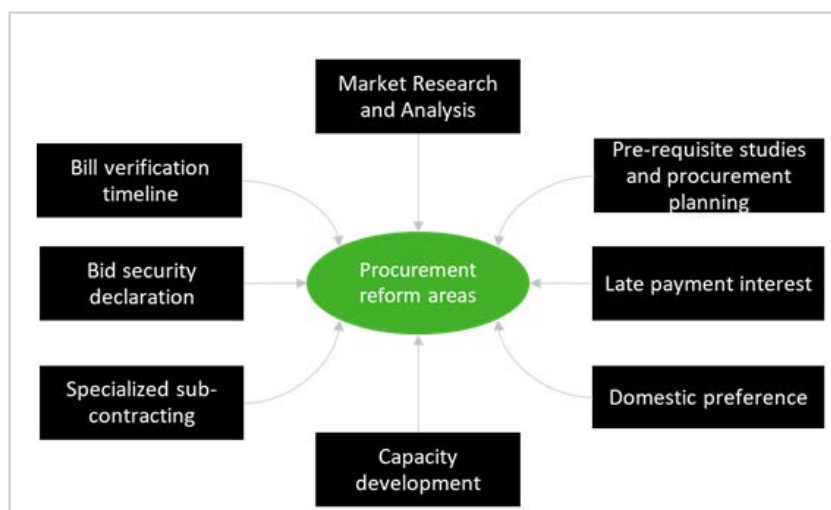 Market Research
and Analysis
Bill verification
timeline
Pre-requisite studies
and procurement
planning
Bid security
declaration
Procurement
reform areas
Late payment interest
Specialized sub-
contracting
Domestic preference
Capacity
development